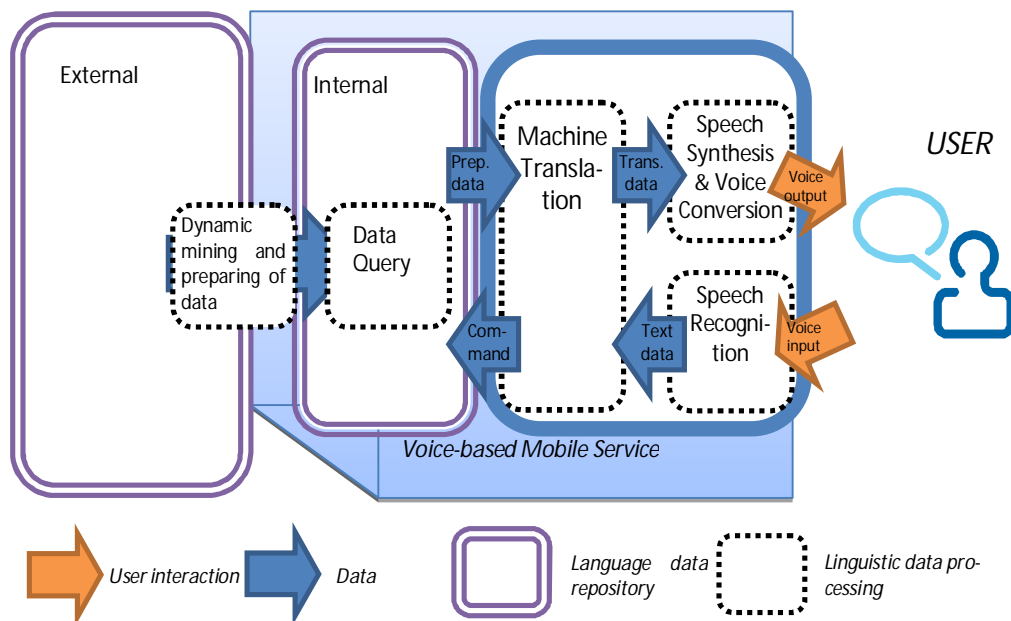 External
Internal
Machine
Transla-
tion
Speech
Synthesis
& Voice
Conversion
USER
Prep.
data
Trans.
data
Voice
output
Dynamic
mining and
preparing of
data
Data
Query
Speech
Recogni-
tion
Com-
mand
Text
data
Voice
input
Voice-based Mobile Service
User interaction
Data
Language data
repository
Linguistic data pro-
cessing